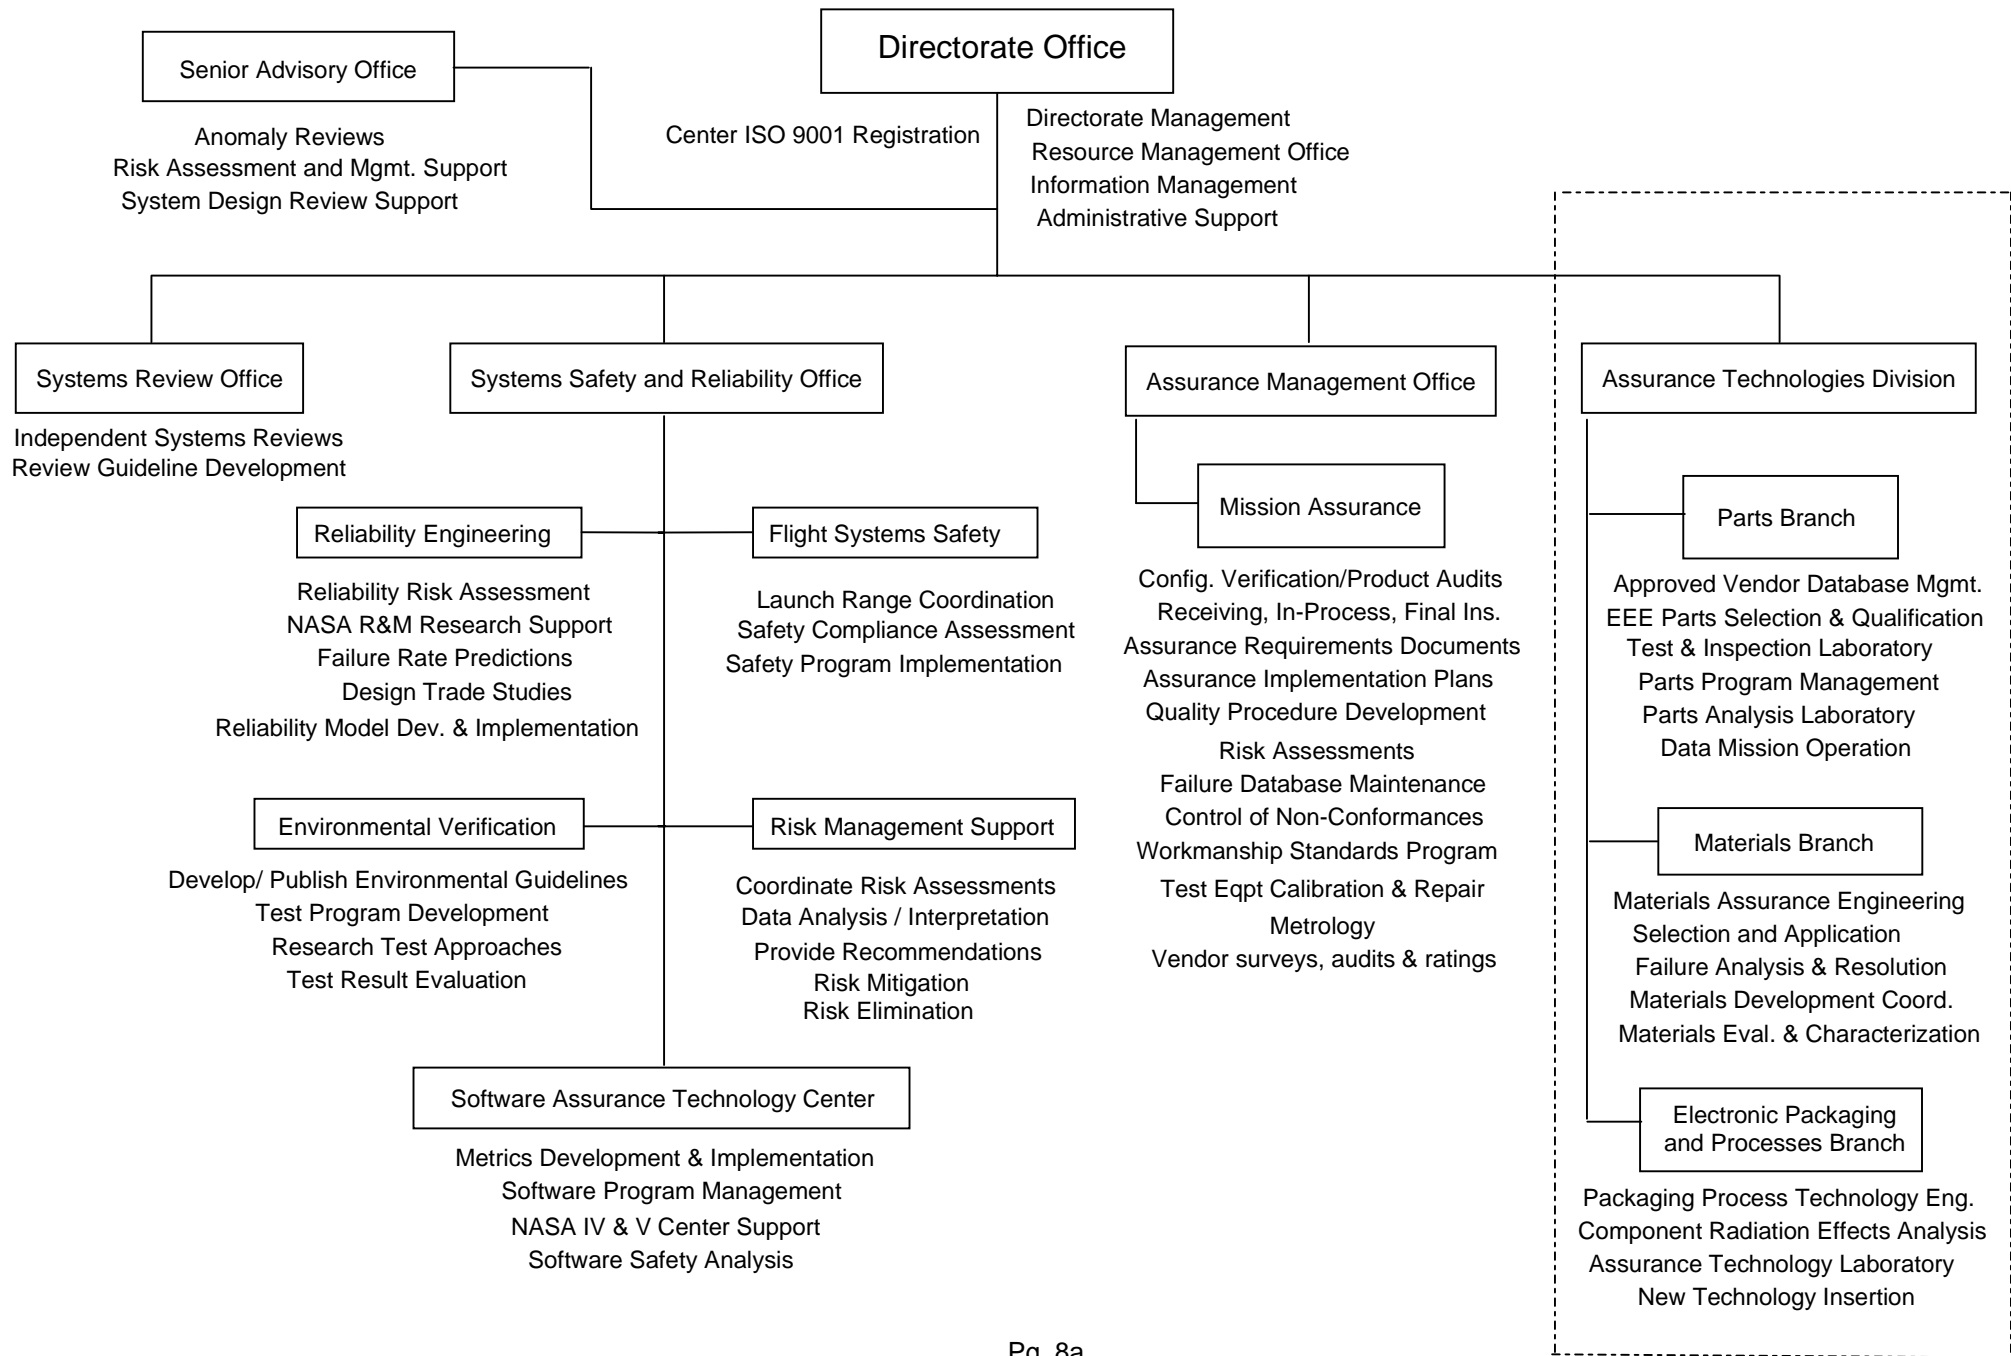 Directorate Office
Senior Advisory Office
Anomaly Reviews
Risk Assessment and Mgmt. Support
System Design Review Support
Center ISO 9001 Registration
Directorate Management
Resource Management Office
Information Management
Administrative Support
Systems Review Office
Independent Systems Reviews
Review Guideline Development
Systems Safety and Reliability Office
Reliability Engineering
Reliability Risk Assessment
NASA R&M Research Support
Failure Rate Predictions
Design Trade Studies
Reliability Model Dev. & Implementation
Flight Systems Safety
Launch Range Coordination
Safety Compliance Assessment
Safety Program Implementation
Environmental Verification
Develop/ Publish Environmental Guidelines
Test Program Development
Research Test Approaches
Test Result Evaluation
Risk Management Support
Coordinate Risk Assessments
Data Analysis / Interpretation
Provide Recommendations
Risk Mitigation
Risk Elimination
Software Assurance Technology Center
Metrics Development & Implementation
Software Program Management
NASA IV & V Center Support
Software Safety Analysis
Assurance Management Office
Mission Assurance
Config. Verification/Product Audits
Receiving, In-Process, Final Ins.
Assurance Requirements Documents
Assurance Implementation Plans
Quality Procedure Development
Risk Assessments
Failure Database Maintenance
Control of Non-Conformances
Workmanship Standards Program
Test Eqpt Calibration & Repair
Metrology
Vendor surveys, audits & ratings
Assurance Technologies Division
Parts Branch
Approved Vendor Database Mgmt.
EEE Parts Selection & Qualification
Test & Inspection Laboratory
Parts Program Management
Parts Analysis Laboratory
Data Mission Operation
Materials Branch
Materials Assurance Engineering
Selection and Application
Failure Analysis & Resolution
Materials Development Coord.
Materials Eval. & Characterization
Electronic Packaging
and Processes Branch
Packaging Process Technology Eng.
Component Radiation Effects Analysis
Assurance Technology Laboratory
New Technology Insertion
Pg. 8a